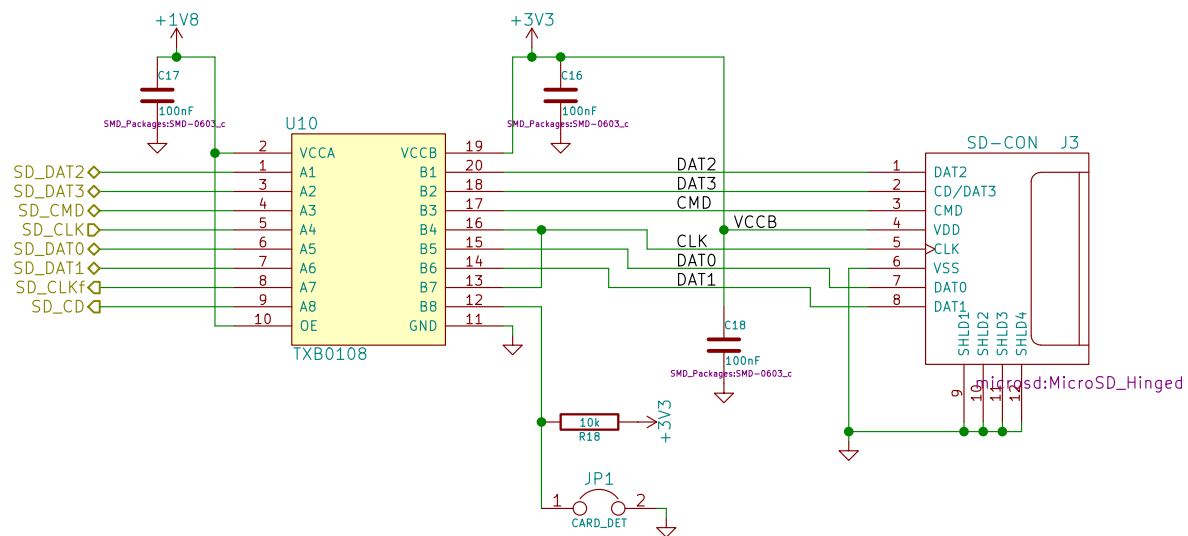 +1V8
+3V3
C17
100nF
SMD_Packages:SMD-0603_c
C16
100nF
SMD_Packages:SMD-0603_c
U10
SD-CON J3
2 VCCA VCCB 19
SD_DAT2 1 A1 B1 20 DAT2 1 DAT2
SD_DAT3 3 A2 B2 18 DAT3 2 CD/DAT3
SD_CMD 4 A3 B3 17 CMD 3 CMD
SD_CLK 5 A4 B4 16 VCCB 4 VDD
SD_DAT0 6 A5 B5 15 CLK 5 CLK
SD_DAT1 7 A6 B6 14 DAT0 6 VSS
SD_CLKf 8 A7 B7 13 DAT1 7 DAT0
SD_CD 9 A8 B8 12 8 DAT1
10 OE GND 11
TXB0108
SHLD1 SHLD2 SHLD3 SHLD4
C18
100nF
SMD_Packages:SMD-0603_c
microsd:MicroSD_Hinged
9 10 11 12
10k
R18
+3V3
JP1
1 2
CARD_DET